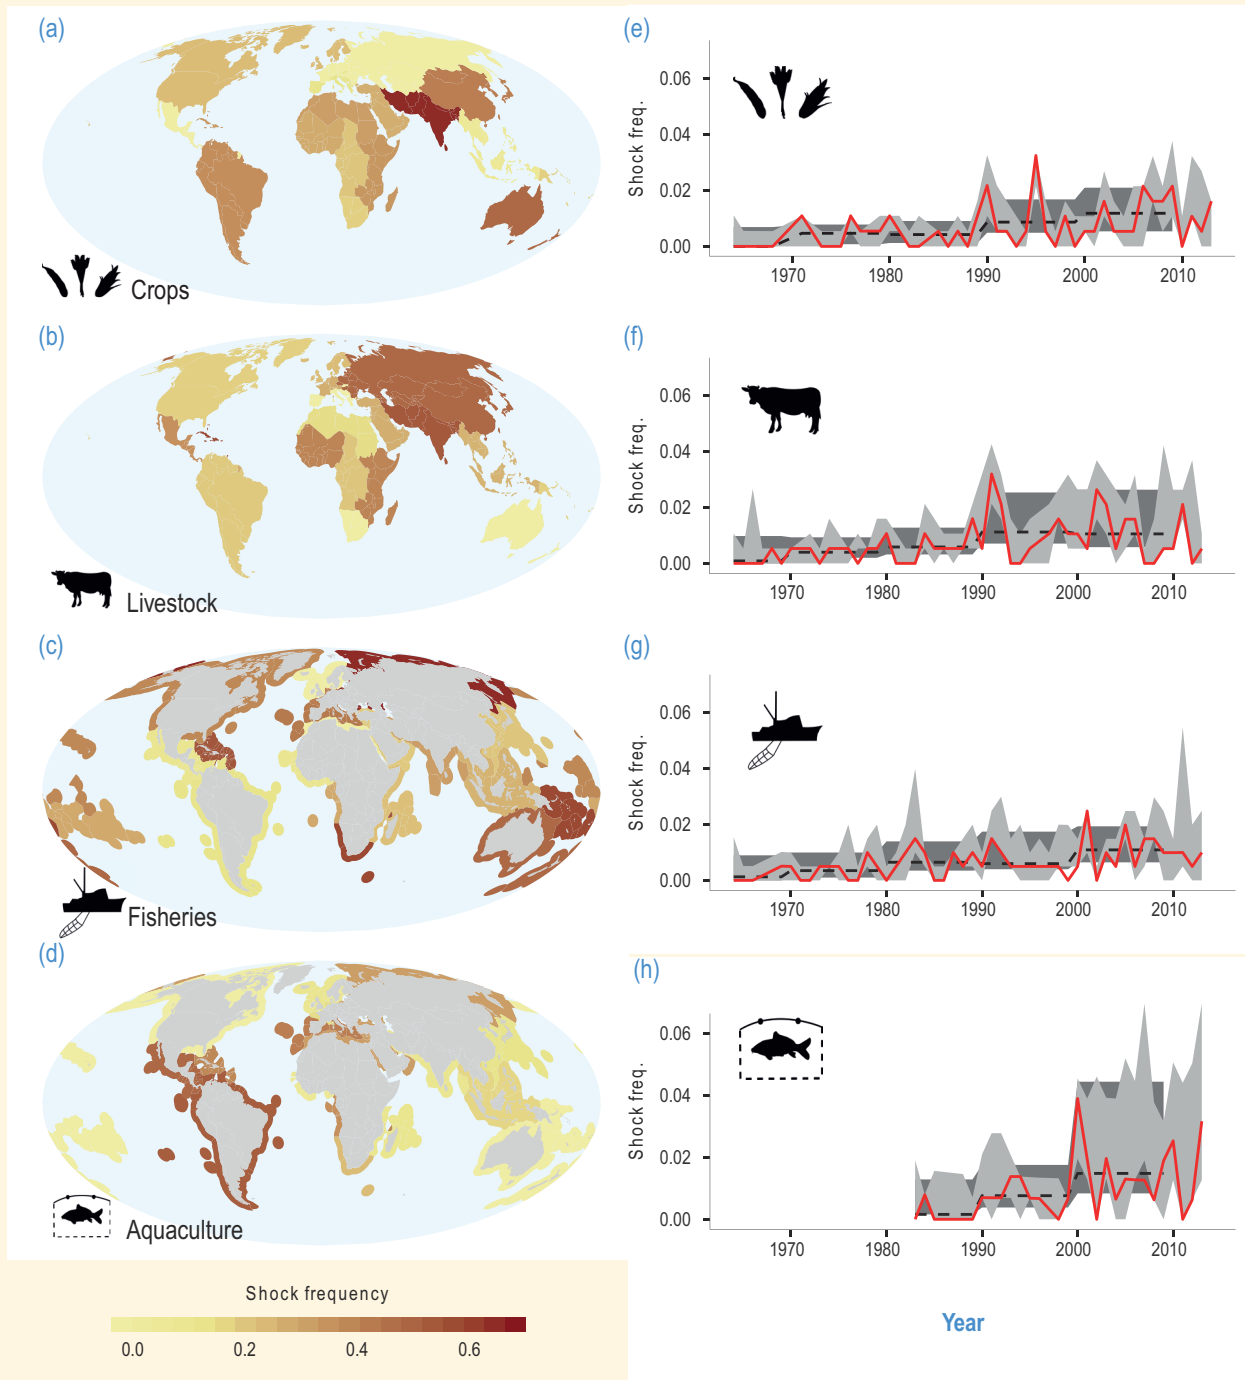 (a)
Crops
(b)
Livestock
(c)
Fisheries
(d)
Aquaculture
Shock frequency
0.0 0.2 0.4 0.6
(e)
Shock freq.
0.06
0.04
0.02
0.00
1970 1980 1990 2000 2010
(f)
Shock freq.
0.06
0.04
0.02
0.00
1970 1980 1990 2000 2010
(g)
Shock freq.
0.06
0.04
0.02
0.00
1970 1980 1990 2000 2010
(h)
Shock freq.
0.06
0.04
0.02
0.00
1970 1980 1990 2000 2010
Year